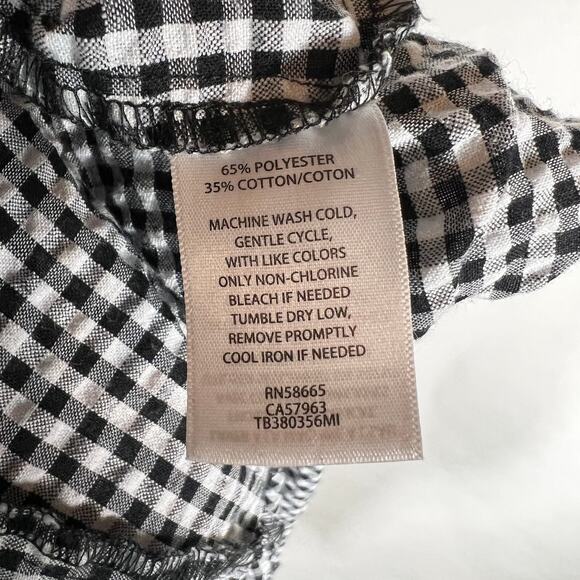 65% POLYESTER
35% COTTON/COTON
MACHINE WASH COLD,
GENTLE CYCLE,
WITH LIKE COLORS
ONLY NON-CHLORINE
BLEACH IF NEEDED
TUMBLE DRY LOW,
REMOVE PROMPTLY
COOL IRON IF NEEDED
RN58665
CA57963
TB380356MI